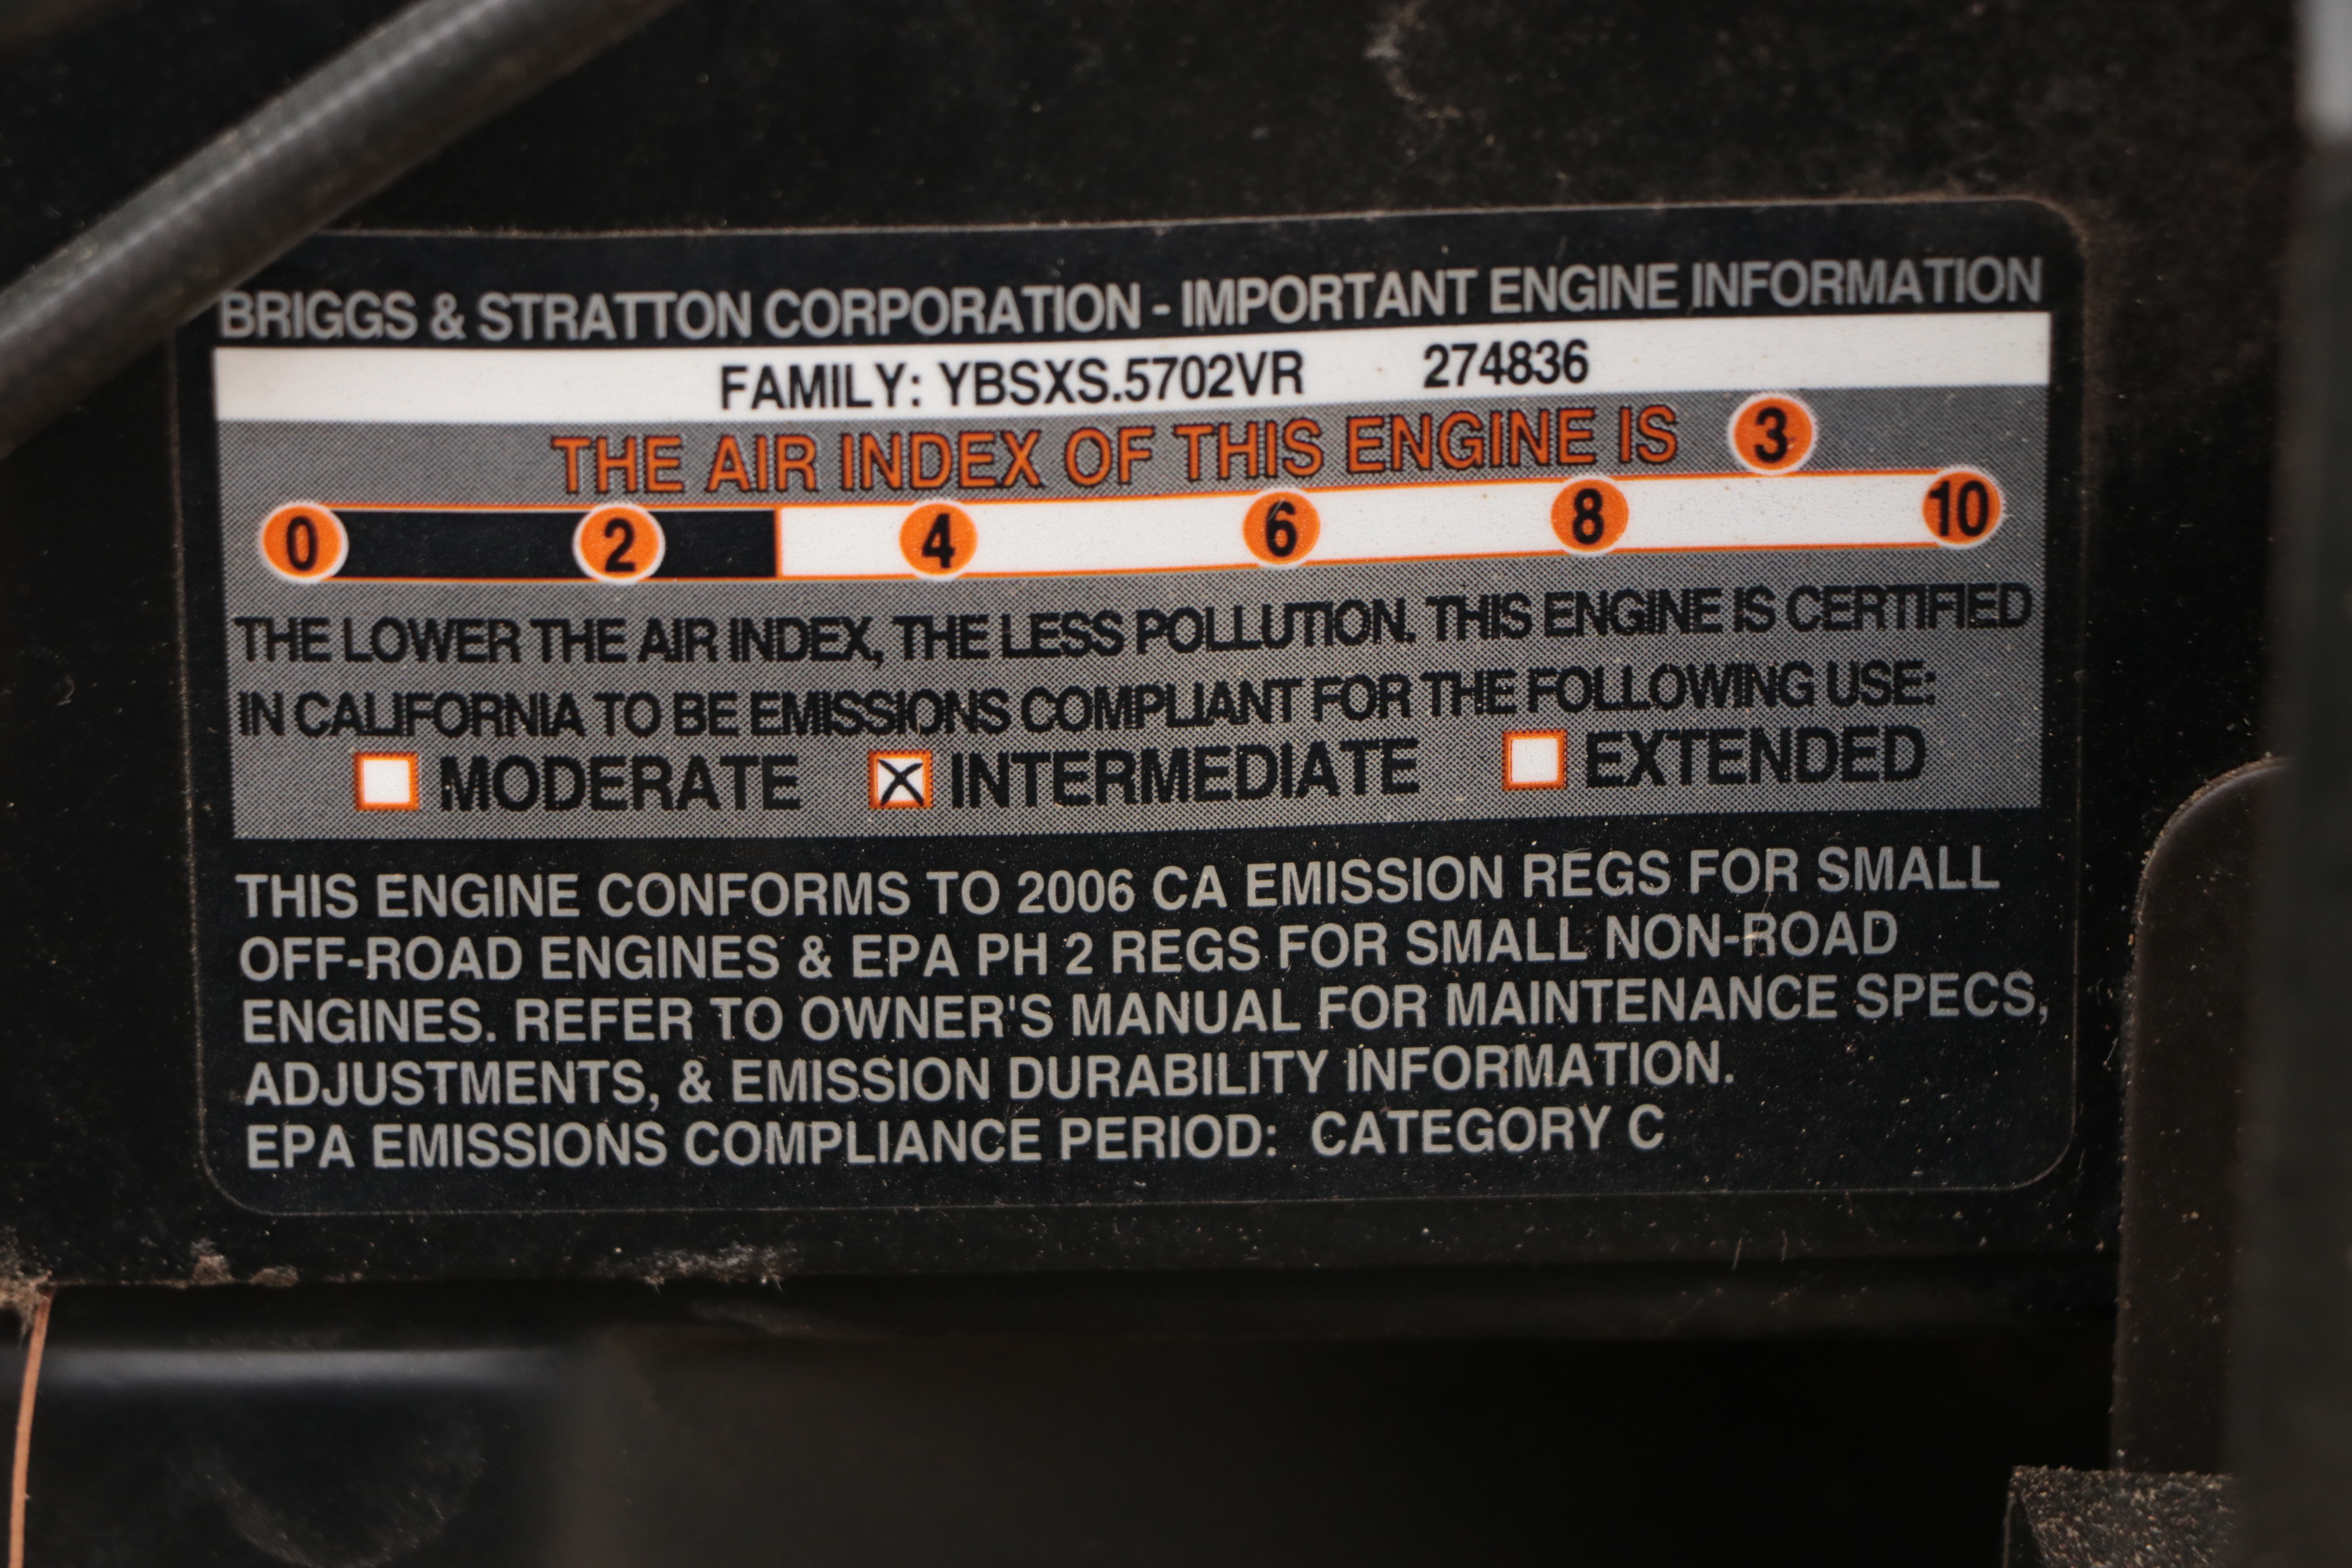 BRIGGS & STRATTON CORPORATION - IMPORTANT ENGINE INFORMATION
FAMILY: YBSXS.5702VR 274836
THE AIR INDEX OF THIS ENGINE IS 3
0 2 4 6 8 10
THE LOWER THE AIR INDEX, THE LESS POLLUTION. THIS ENGINE IS CERTIFIED
IN CALIFORNIA TO BE EMISSIONS COMPLIANT FOR THE FOLLOWING USE:
MODERATE X INTERMEDIATE EXTENDED
THIS ENGINE CONFORMS TO 2006 CA EMISSION REGS FOR SMALL
OFF-ROAD ENGINES & EPA PH 2 REGS FOR SMALL NON-ROAD
ENGINES. REFER TO OWNER'S MANUAL FOR MAINTENANCE SPECS,
ADJUSTMENTS, & EMISSION DURABILITY INFORMATION.
EPA EMISSIONS COMPLIANCE PERIOD: CATEGORY C